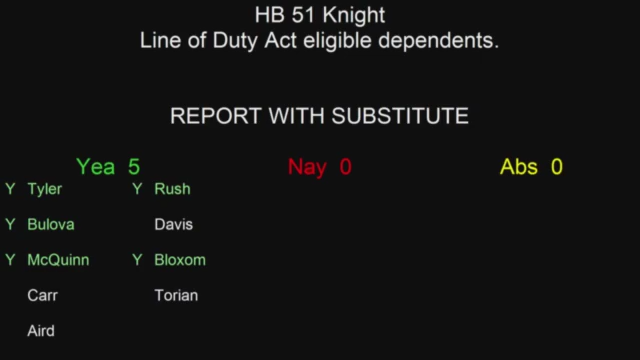 HB 51 Knight
Line of Duty Act eligible dependents.
REPORT WITH SUBSTITUTE
Yea 5 Nay 0 Abs 0
Y Tyler Y Rush
Y Bulova Davis
Y McQuinn Y Bloxom
Carr Torian
Aird